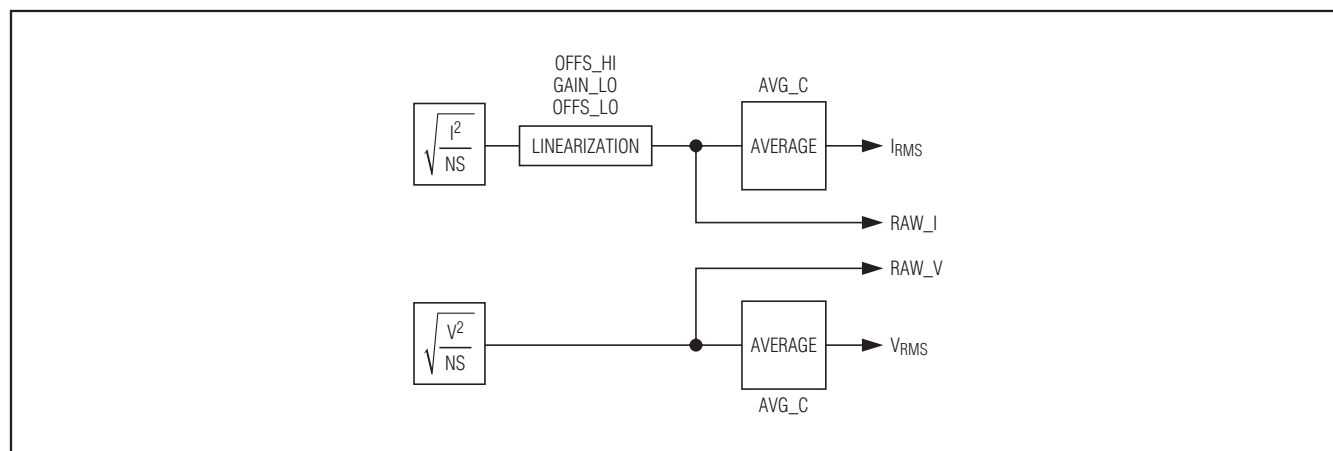 OFFS_HI
GAIN_LO
OFFS_LO
AVG_C
√(I²/NS)
LINEARIZATION
AVERAGE
IRMS
RAW_I
RAW_V
√(V²/NS)
AVERAGE
VRMS
AVG_C